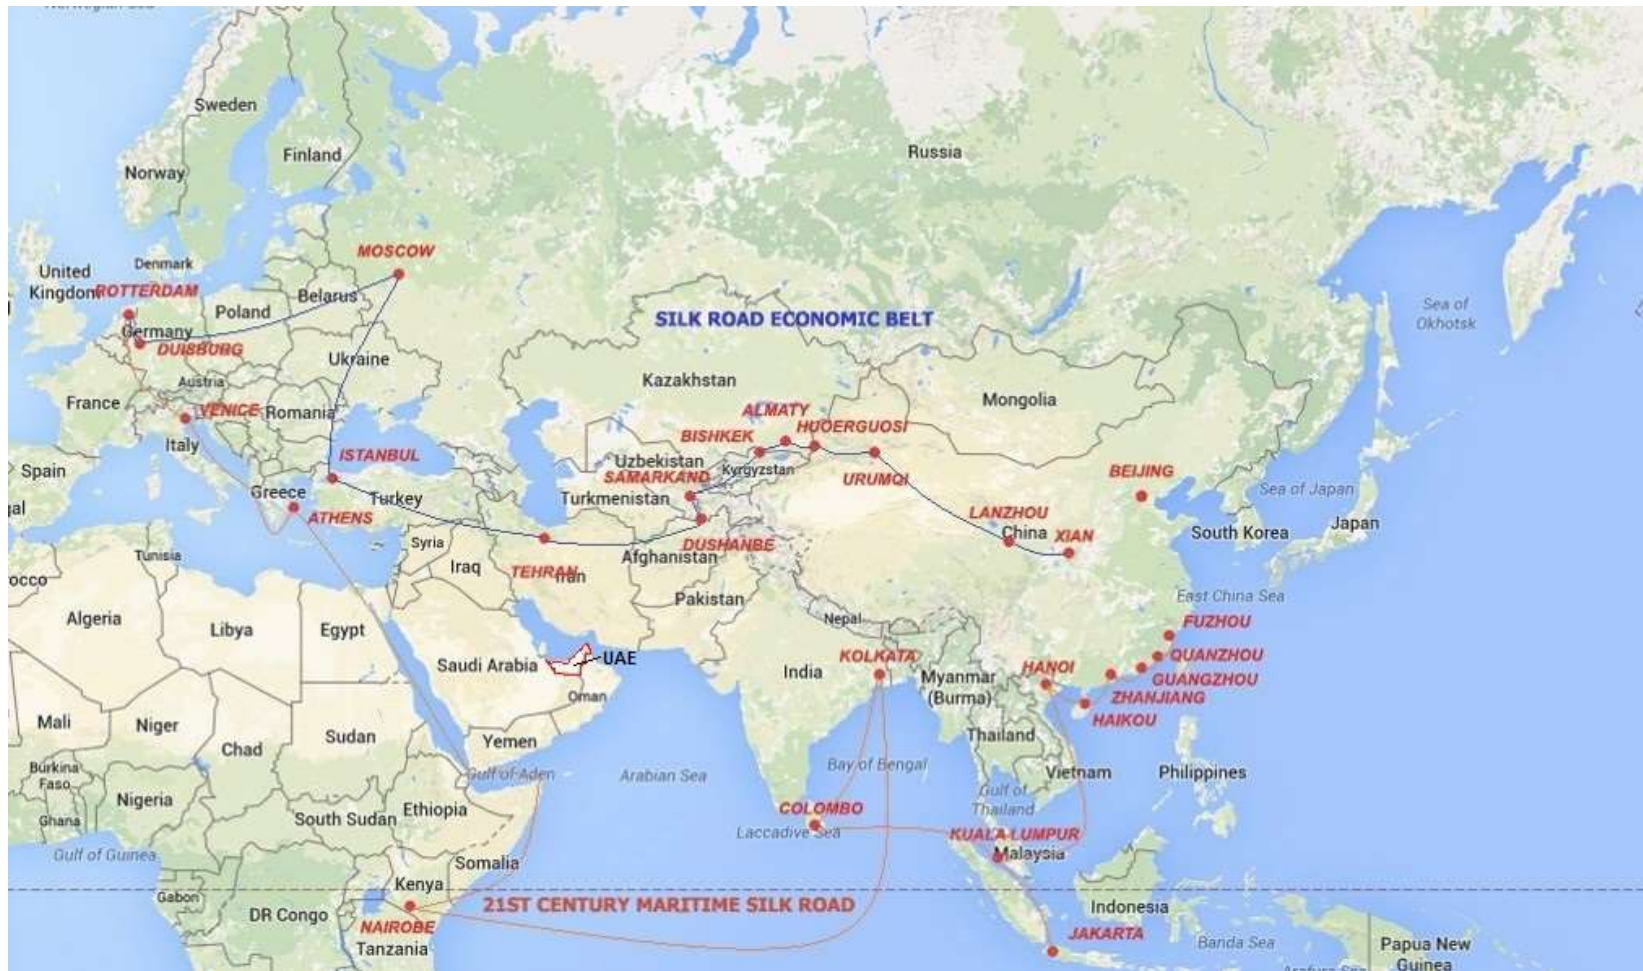 Norwegian Sea
Sweden
Finland
Norway
Russia
MOSCOW
Denmark
United
Kingdom
ROTTERDAM
Belarus
Poland
Germany
DUISBURG
Ukraine
SILK ROAD ECONOMIC BELT
Sea of
Okhotsk
Kazakhstan
Mongolia
Austria
France
VENICE
Romania
Italy
ALMATY
HUOERGUOSI
BISHKEK
Uzbekistan
Kyrgyzstan
SAMARKAND
URUMQI
Turkmenistan
ISTANBUL
Spain
Greece
Turkey
ATHENS
BEIJING
Sea of Japan
Japan
South Korea
LANZHOU
China
XIAN
gal
Tunisia
Syria
Iraq
TEHRAN
Iran
Afghanistan
DUSHANBE
occo
Pakistan
Nepal
East China Sea
Algeria
Libya
Egypt
FUZHOU
Saudi Arabia
UAE
KOLKATA
India
Myanmar
(Burma)
HANOI
QUANZHOU
GUANGZHOU
ZHANJIANG
HAIKOU
Oman
Mali
Niger
Chad
Sudan
Yemen
Thailand
Burkina
Faso
Gulf of Aden
Arabian Sea
Bay of Bengal
Vietnam
Philippines
Gulf of
Thailand
Nigeria
Ethiopia
Ghana
South Sudan
COLOMBO
Laccadive Sea
KUALA LUMPUR
Malaysia
Gulf of Guinea
Somalia
Kenya
Gabon
DR Congo
NAIROBE
Tanzania
21ST CENTURY MARITIME SILK ROAD
Indonesia
JAKARTA
Banda Sea
Papua New
Guinea
Arafura Sea